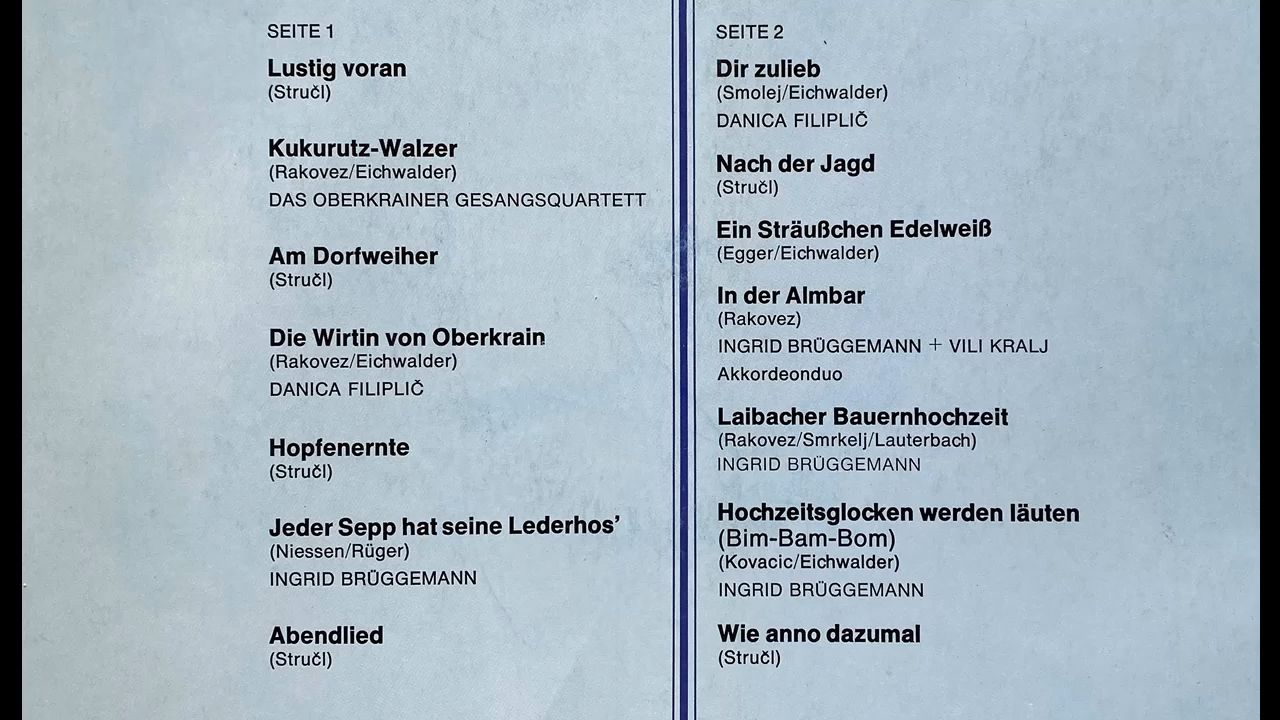 SEITE 1
Lustig voran
(Stručl)
Kukurutz-Walzer
(Rakovez/Eichwalder)
DAS OBERKRAINER GESANGSQUARTETT
Am Dorfweiher
(Stručl)
Die Wirtin von Oberkrain
(Rakovez/Eichwalder)
DANICA FILIPLIČ
Hopfenernte
(Stručl)
Jeder Sepp hat seine Lederhos’
(Niessen/Rüger)
INGRID BRÜGGEMANN
Abendlied
(Stručl)
SEITE 2
Dir zulieb
(Smolej/Eichwalder)
DANICA FILIPLIČ
Nach der Jagd
(Stručl)
Ein Sträußchen Edelweiß
(Egger/Eichwalder)
In der Almbar
(Rakovez)
INGRID BRÜGGEMANN + VILI KRALJ
Akkordeonduo
Laibacher Bauernhochzeit
(Rakovez/Smrkelj/Lauterbach)
INGRID BRÜGGEMANN
Hochzeitsglocken werden läuten
(Bim-Bam-Bom)
(Kovacic/Eichwalder)
INGRID BRÜGGEMANN
Wie anno dazumal
(Stručl)